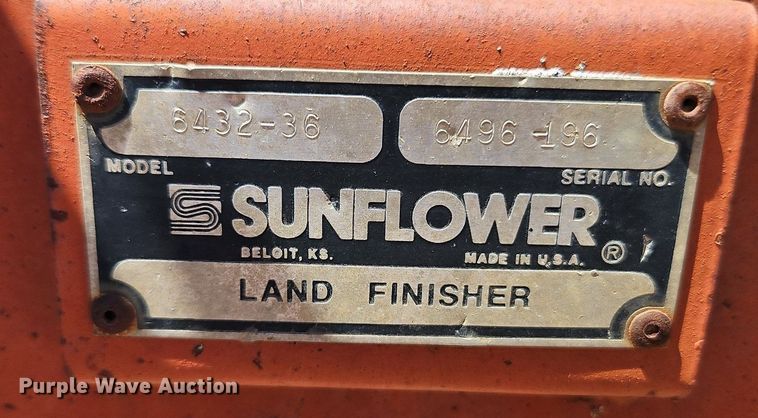 6432-36 6496-196
MODEL SERIAL NO.
SUNFLOWER ®
BELOIT, KS. MADE IN U.S.A.
LAND FINISHER
Purple Wave Auction